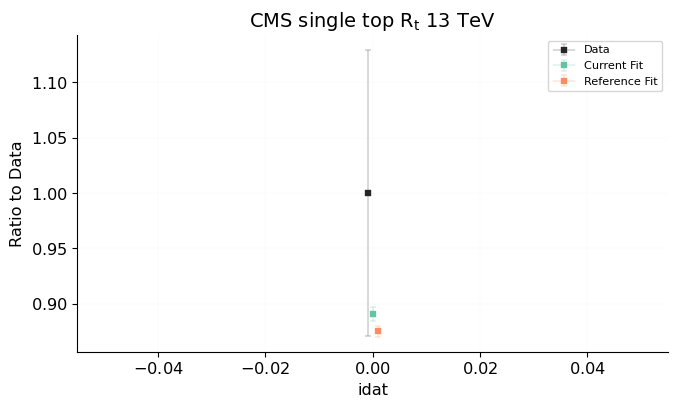 CMS single top Rt 13 TeV
Data
Current Fit
Reference Fit
Ratio to Data
1.10
1.05
1.00
0.95
0.90
−0.04 −0.02 0.00 0.02 0.04
idat